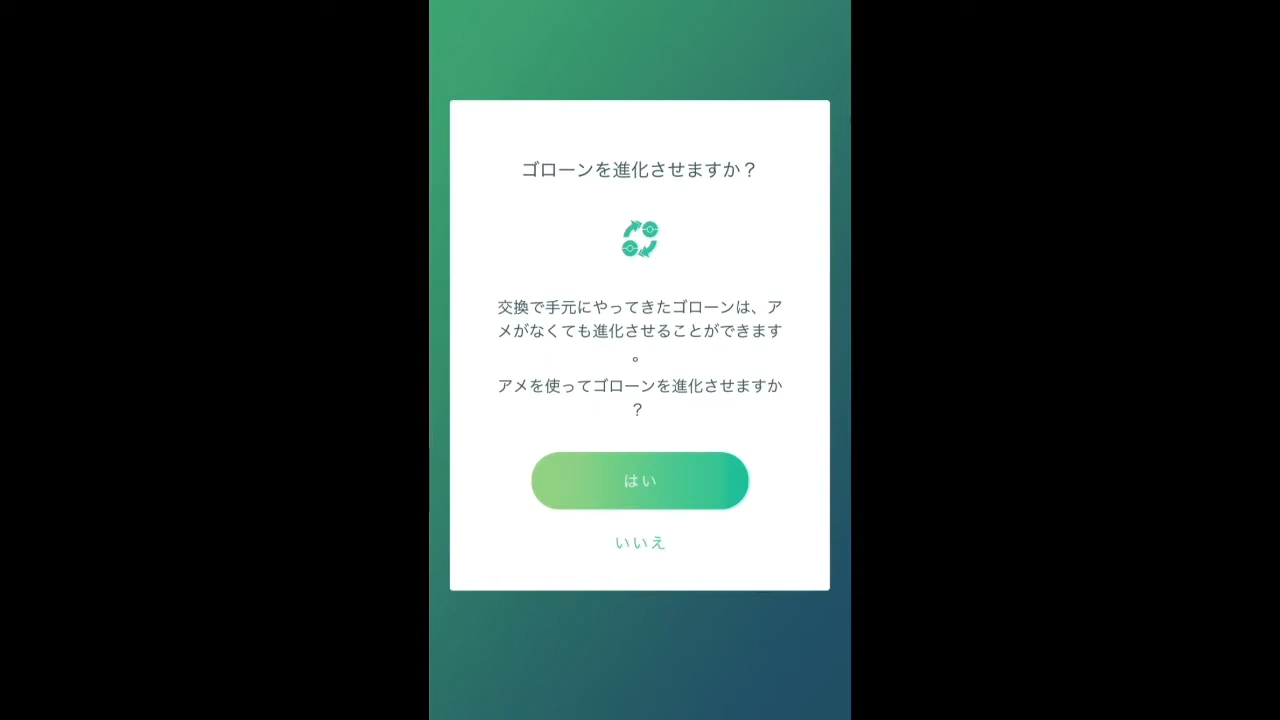 ゴローンを進化させますか？
交換で手元にやってきたゴローンは、ア
メがなくても進化させることができます
。
アメを使ってゴローンを進化させますか
？
はい
いいえ